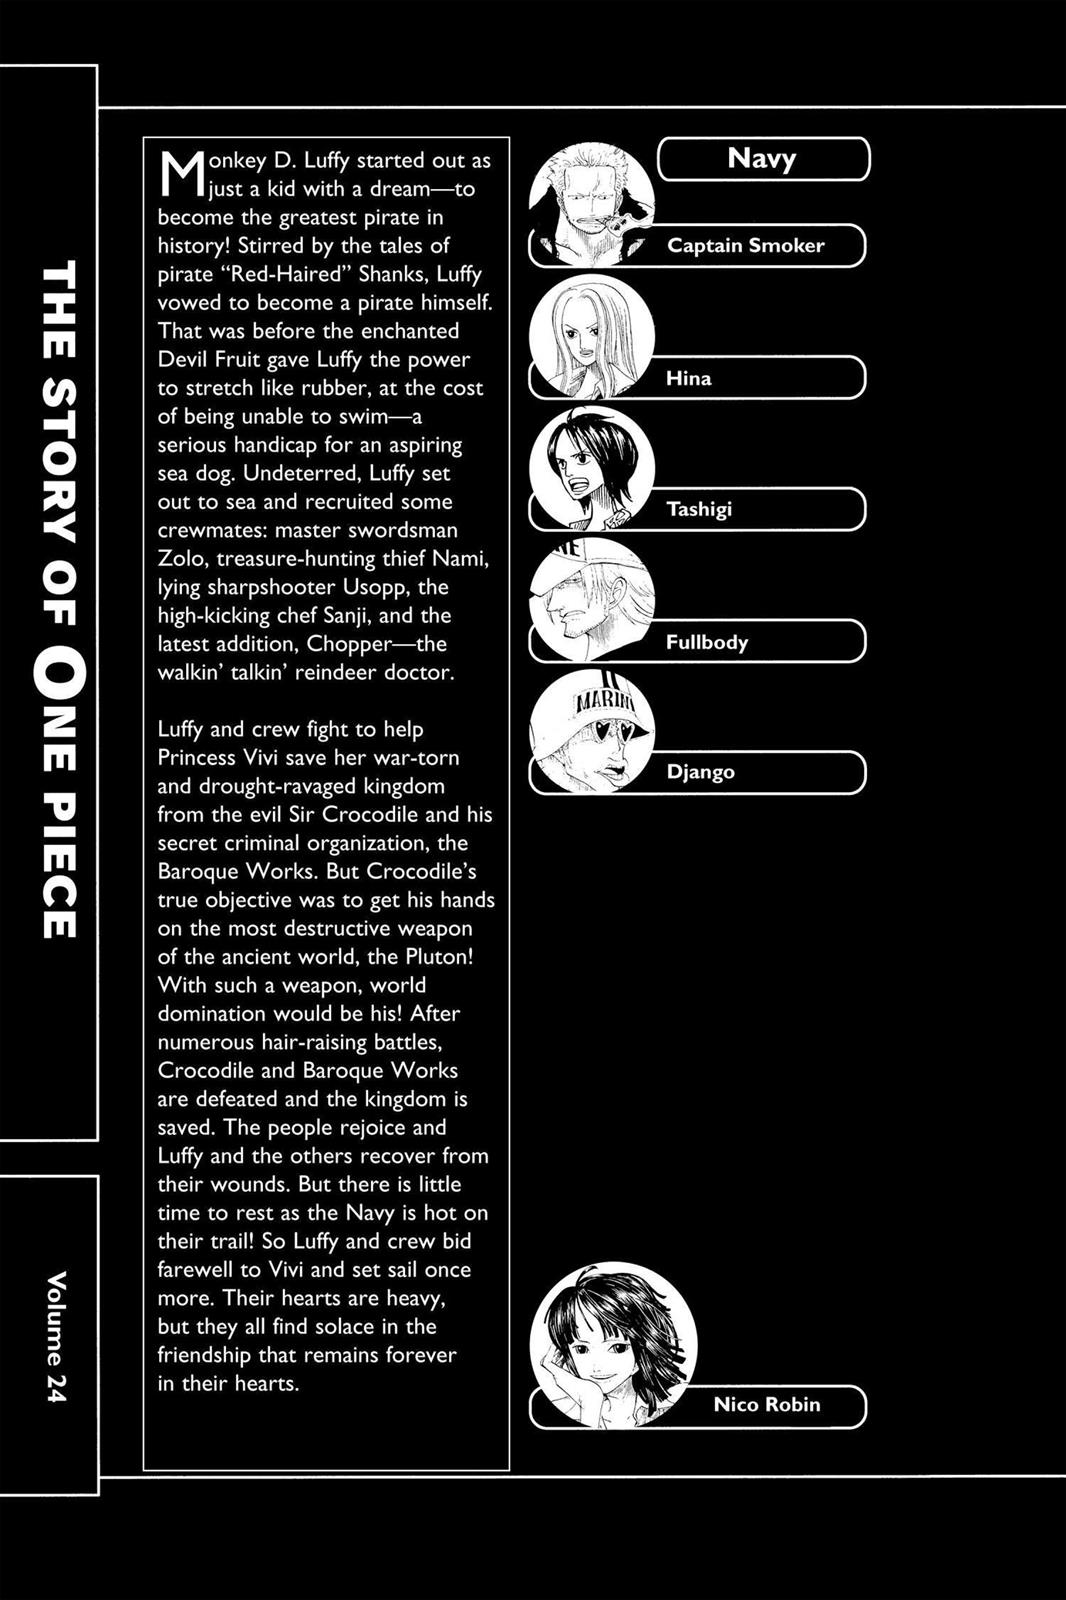 THE STORY OF ONE PIECE
Volume 24
Monkey D. Luffy started out as
just a kid with a dream—to
become the greatest pirate in
history! Stirred by the tales of
pirate “Red-Haired” Shanks, Luffy
vowed to become a pirate himself.
That was before the enchanted
Devil Fruit gave Luffy the power
to stretch like rubber, at the cost
of being unable to swim—a
serious handicap for an aspiring
sea dog. Undeterred, Luffy set
out to sea and recruited some
crewmates: master swordsman
Zolo, treasure-hunting thief Nami,
lying sharpshooter Usopp, the
high-kicking chef Sanji, and the
latest addition, Chopper—the
walkin’ talkin’ reindeer doctor.
Luffy and crew fight to help
Princess Vivi save her war-torn
and drought-ravaged kingdom
from the evil Sir Crocodile and his
secret criminal organization, the
Baroque Works. But Crocodile’s
true objective was to get his hands
on the most destructive weapon
of the ancient world, the Pluton!
With such a weapon, world
domination would be his! After
numerous hair-raising battles,
Crocodile and Baroque Works
are defeated and the kingdom is
saved. The people rejoice and
Luffy and the others recover from
their wounds. But there is little
time to rest as the Navy is hot on
their trail! So Luffy and crew bid
farewell to Vivi and set sail once
more. Their hearts are heavy,
but they all find solace in the
friendship that remains forever
in their hearts.
Navy
Captain Smoker
Hina
Tashigi
Fullbody
MARIN
Django
Nico Robin